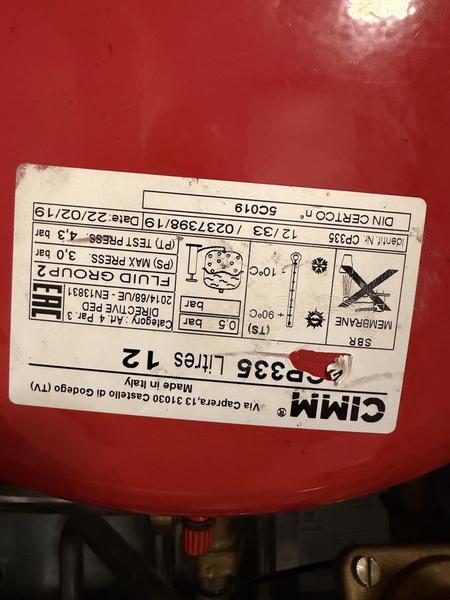 CIMM®
Via Caprera,13 31030 Castello di Godego (TV)
Made in Italy
CP335 Litres 12
SBR
MEMBRANE
(TS)
+ 90°C
10°C
0,5 bar
bar
Category : Art. 4 Par. 3
DIRECTIVE PED
2014/68/UE - EN13831
EAC
FLUID GROUP 2
(PS) MAX PRESS. 3,0 bar
(PT) TEST PRESS. 4,3 bar
Identif. Nr. CP335
12 /33 / 0237398/19
Date: 22/02/19
DIN CERTCO n° 5C019